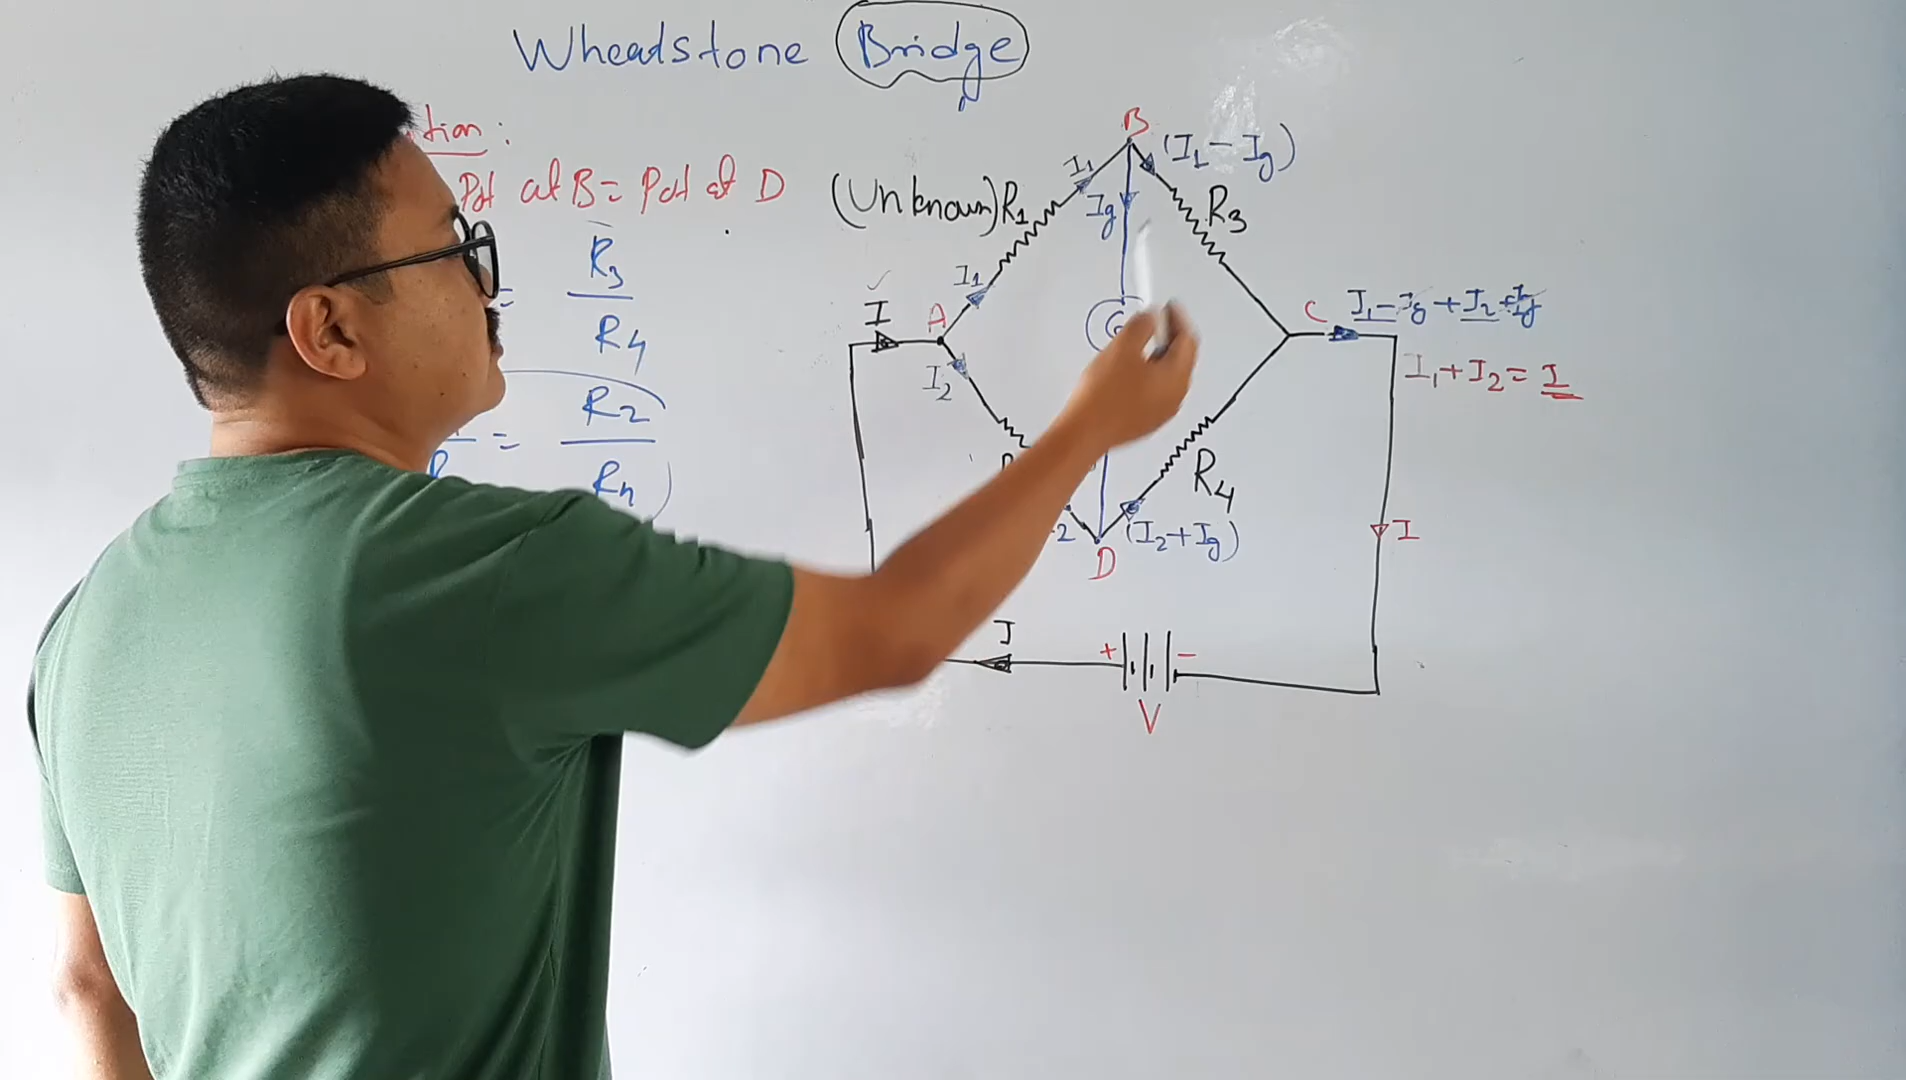 Wheatstone Bridge
tion :
Pot at B = Pot at D
= R3
R4
= R2
R R4
B
I1 (I1 - Ig)
(Unknown) R1 Ig R3
I1
I A C I1 - Ig + I2 + Ig
G
I2 I1 + I2 = I
R4
I
2 (I2 + Ig)
D
I + -
V